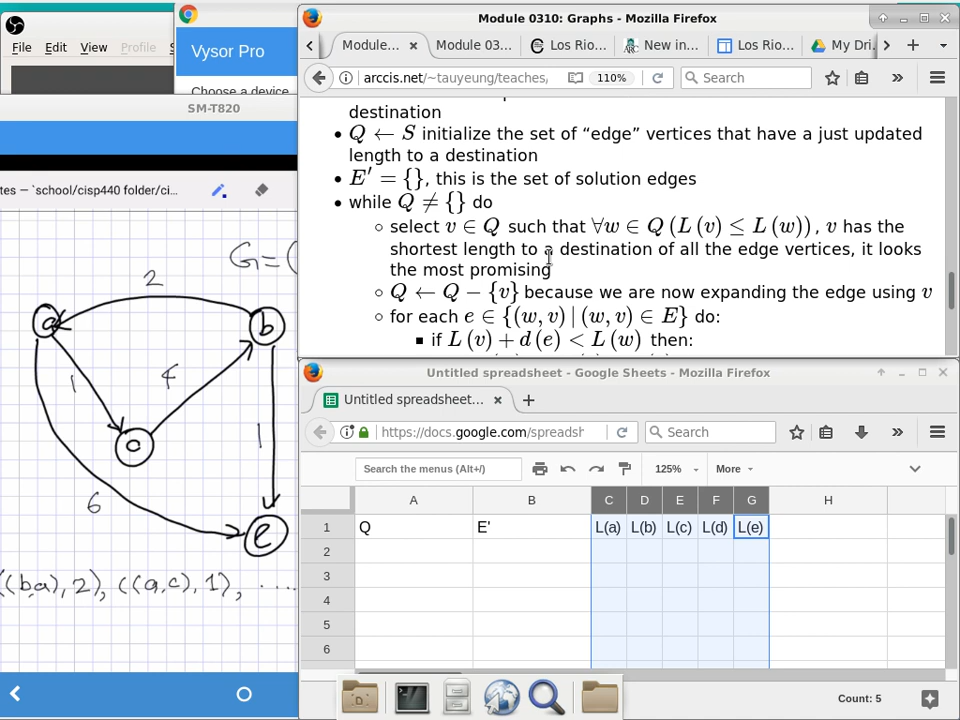 File Edit View Profile
Vysor Pro
Choose a device
SM-T820
tes – `school/cisp440 folder/ci...
G=(
2
a
b
1
4
c
1
6
e
((b,a), 2), ((a,c), 1), ....
Module 0310: Graphs - Mozilla Firefox
Module...
Module 03...
Los Rio...
New in...
Los Rio...
My Dri
arccis.net/~tauyeung/teaches,
110%
Search
destination
Q ← S initialize the set of “edge” vertices that have a just updated
length to a destination
E′ = {}, this is the set of solution edges
while Q ≠ {} do
select v ∈ Q such that ∀w ∈ Q (L (v) ≤ L (w)), v has the
shortest length to a destination of all the edge vertices, it looks
the most promising
Q ← Q − {v} because we are now expanding the edge using v
for each e ∈ {(w, v) | (w, v) ∈ E} do:
if L (v) + d (e) < L (w) then:
Untitled spreadsheet - Google Sheets - Mozilla Firefox
Untitled spreadsheet...
https://docs.google.com/spreadsh
Search
Search the menus (Alt+/)
125%
More
A B C D E F G H
1 Q E' L(a) L(b) L(c) L(d) L(e)
2
3
4
5
6
Count: 5